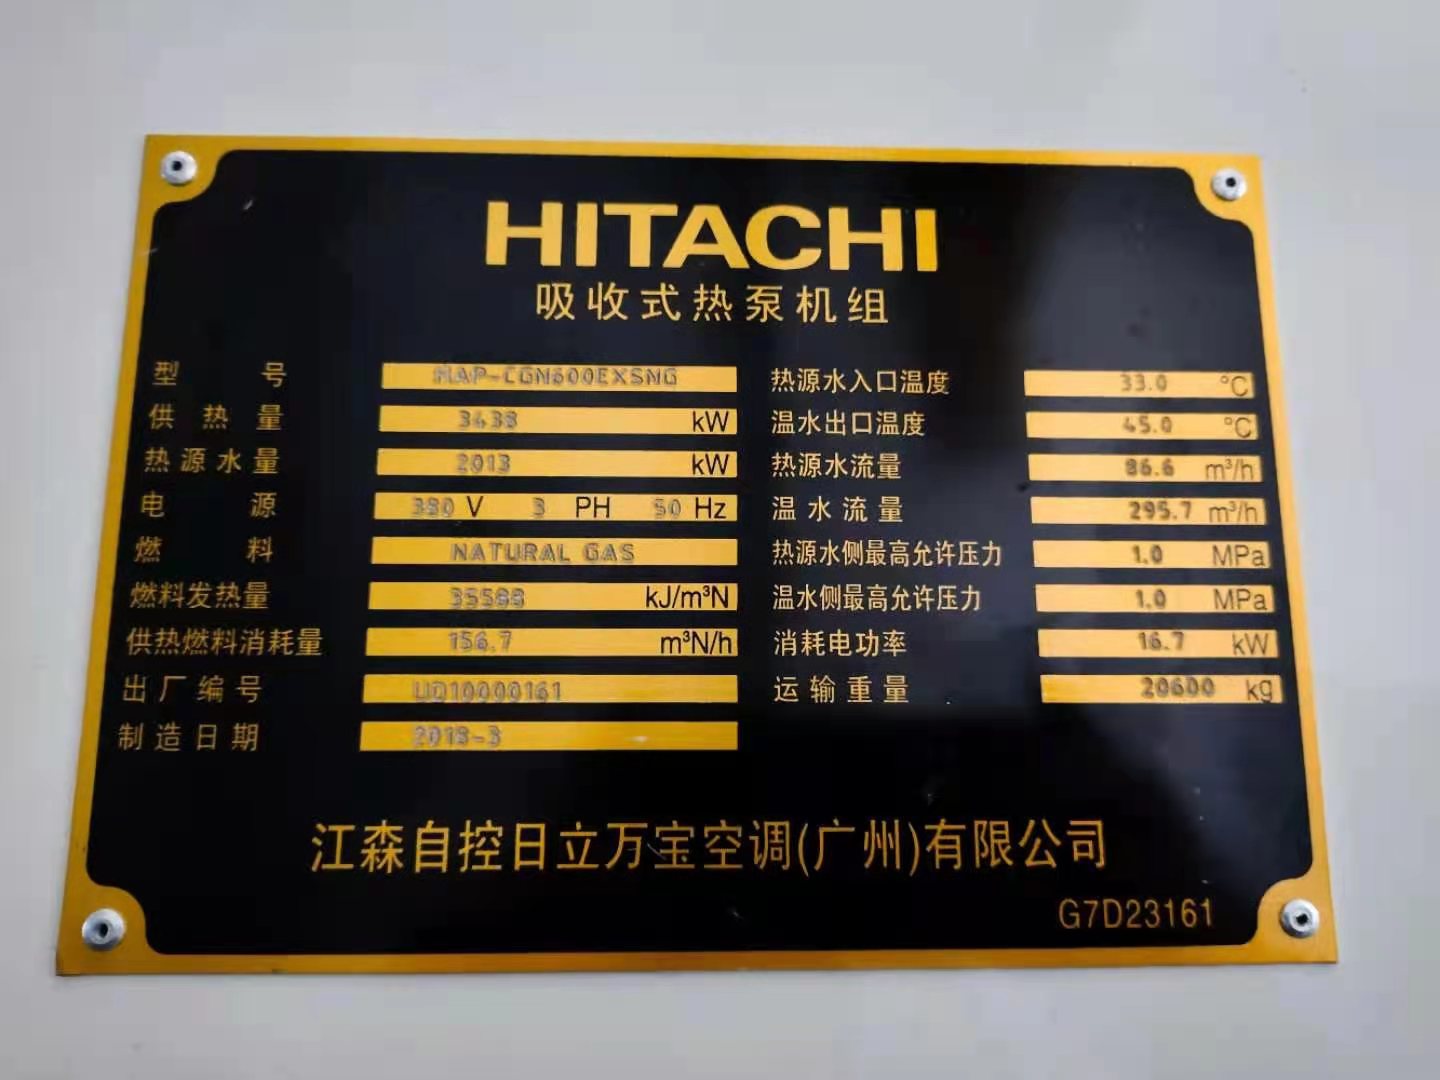 HITACHI
吸收式热泵机组
型号 HAP-CGN600EXSNG
供热量 3438 kW
热源水量 2013 kW
电源 380 V 3 PH 50 Hz
燃料 NATURAL GAS
燃料发热量 35588 kJ/m³N
供热燃料消耗量 156.7 m³N/h
出厂编号 UD10000161
制造日期 2018-3
热源水入口温度 33.0 °C
温水出口温度 45.0 °C
热源水流量 86.6 m³/h
温水流量 295.7 m³/h
热源水侧最高允许压力 1.0 MPa
温水侧最高允许压力 1.0 MPa
消耗电功率 16.7 kW
运输重量 20600 kg
江森自控日立万宝空调(广州)有限公司
G7D23161